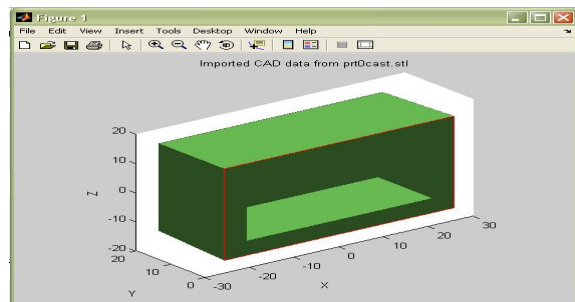 Figure 1
File Edit View Insert Tools Desktop Window Help
Imported CAD data from prt0cast.stl
20
10
0
-10
-20
Z
20
10
0
Y
-30
-20
-10
0
10
20
30
X